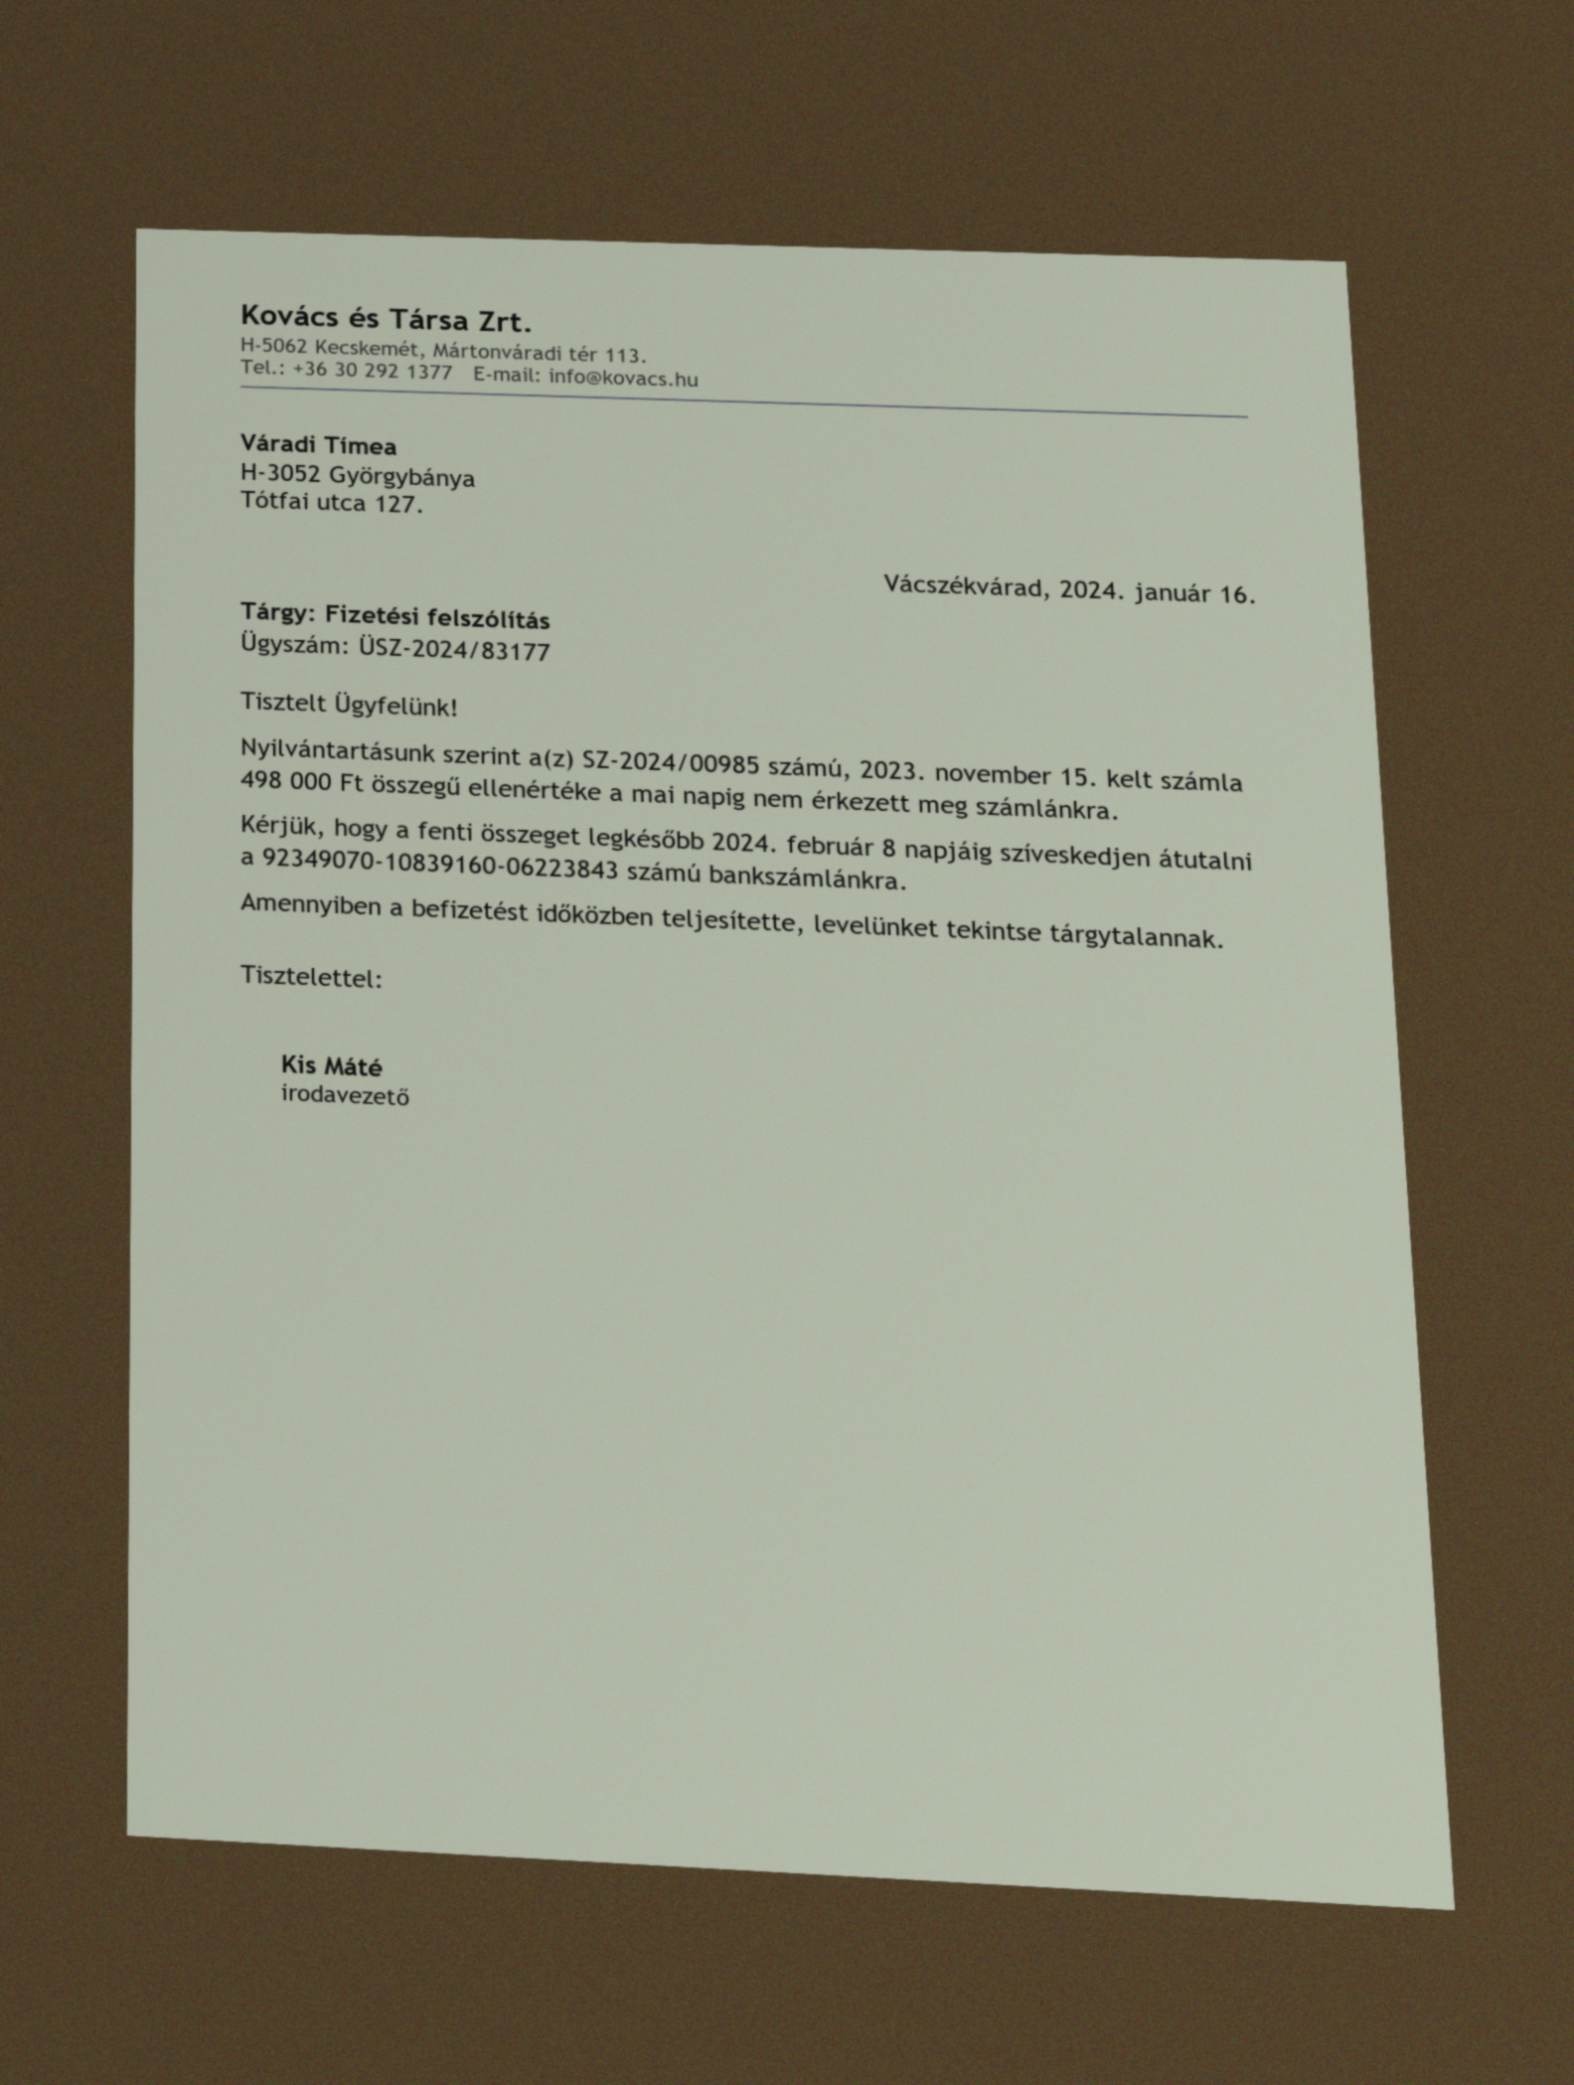 Kovács és Társa Zrt.
H-5062 Kecskemét, Mártonváradi tér 113.
Tel.: +36 30 292 1377 E-mail: info@kovacs.hu
Váradi Tímea
H-3052 Györgybánya
Tótfai utca 127.
Vácszékvárad, 2024. január 16.
Tárgy: Fizetési felszólítás
Ügyszám: ÜSZ-2024/83177
Tisztelt Ügyfelünk!
Nyilvántartásunk szerint a(z) SZ-2024/00985 számú, 2023. november 15. kelt számla
498 000 Ft összegű ellenértéke a mai napig nem érkezett meg számlánkra.
Kérjük, hogy a fenti összeget legkésőbb 2024. február 8 napjáig szíveskedjen átutalni
a 92349070-10839160-06223843 számú bankszámlánkra.
Amennyiben a befizetést időközben teljesítette, levelünket tekintse tárgytalannak.
Tisztelettel:
Kis Máté
irodavezető